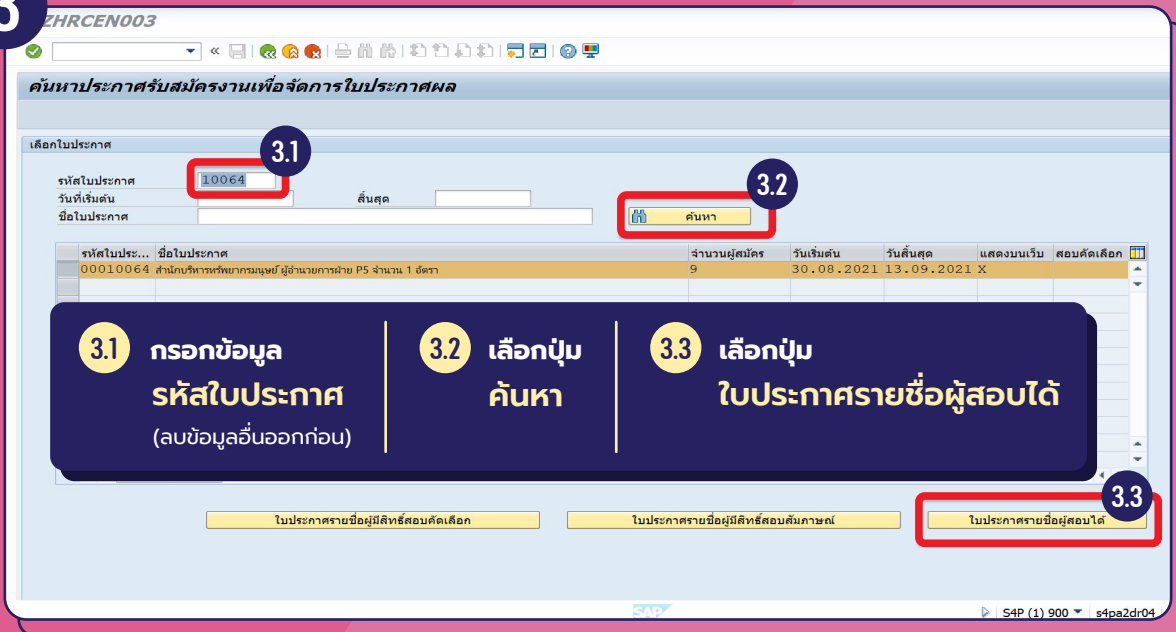 3
ZHRCEN003
ค้นหาประกาศรับสมัครงานเพื่อจัดการใบประกาศผล
เลือกใบประกาศ
3.1
รหัสใบประกาศ 10064
3.2
วันที่เริ่มต้น สิ้นสุด
ชื่อใบประกาศ ค้นหา
รหัสใบประ... ชื่อใบประกาศ จำนวนผู้สมัคร วันเริ่มต้น วันสิ้นสุด แสดงบนเว็บ สอบคัดเลือก
00010064 สำนักบริหารทรัพยากรมนุษย์ ผู้อำนวยการฝ่าย P5 จำนวน 1 อัตรา 9 30.08.2021 13.09.2021 X
3.1 กรอกข้อมูล
รหัสใบประกาศ
(ลบข้อมูลอื่นออกก่อน)
3.2 เลือกปุ่ม
ค้นหา
3.3 เลือกปุ่ม
ใบประกาศรายชื่อผู้สอบได้
3.3
ใบประกาศรายชื่อผู้มีสิทธิ์สอบคัดเลือก ใบประกาศรายชื่อผู้มีสิทธิ์สอบสัมภาษณ์ ใบประกาศรายชื่อผู้สอบได้
SAP S4P (1) 900 s4pa2dr04